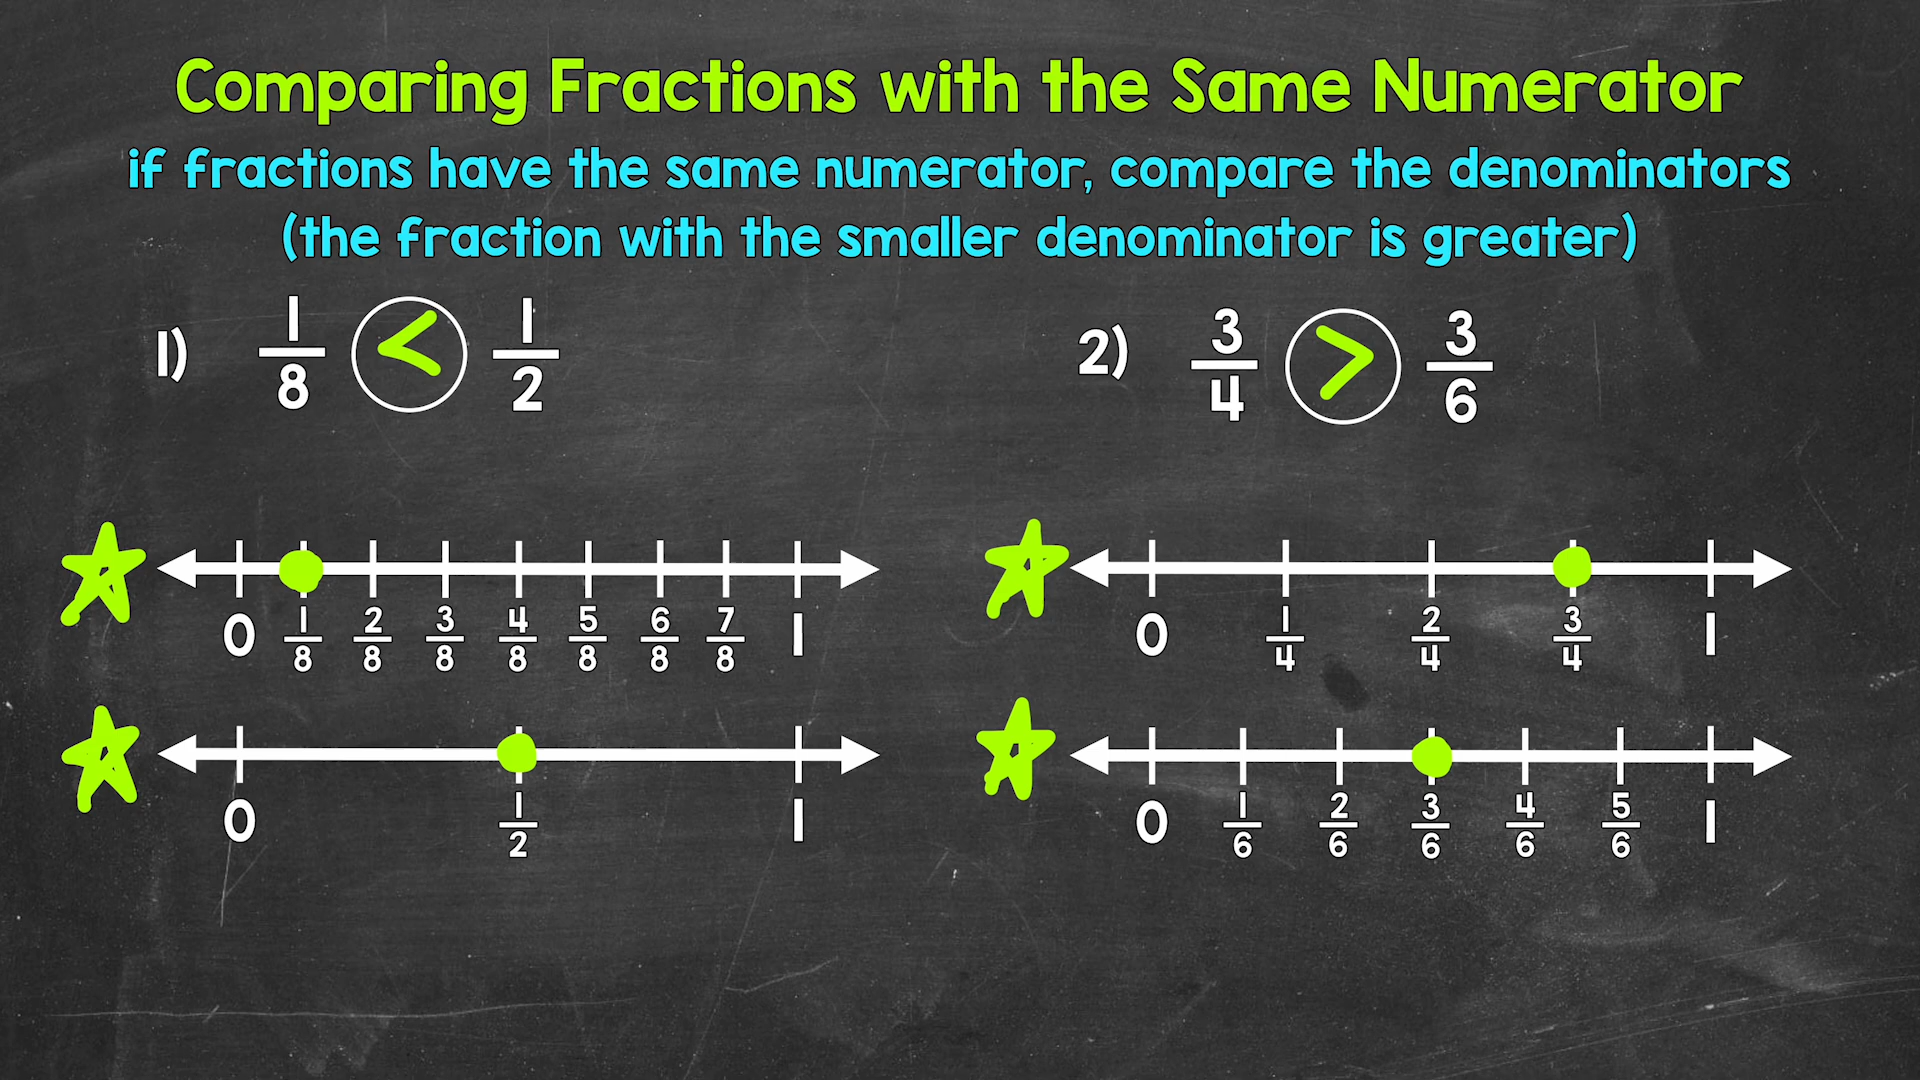 Comparing Fractions with the Same Numerator
if fractions have the same numerator, compare the denominators
(the fraction with the smaller denominator is greater)
1) 1/8 < 1/2
2) 3/4 > 3/6
0 1/8 2/8 3/8 4/8 5/8 6/8 7/8 1
0 1/4 2/4 3/4 1
0 1/2 1
0 1/6 2/6 3/6 4/6 5/6 1